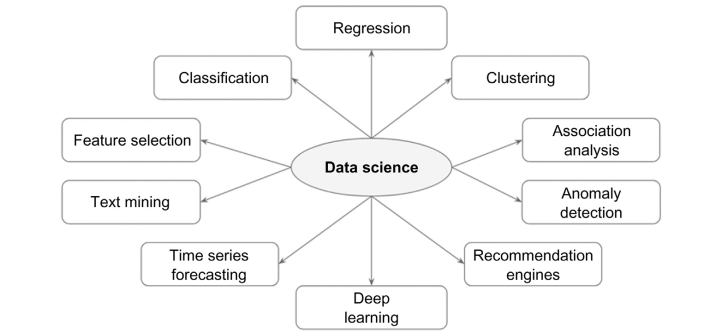 Regression
Classification
Clustering
Feature selection
Association
analysis
Data science
Text mining
Anomaly
detection
Time series
forecasting
Recommendation
engines
Deep
learning